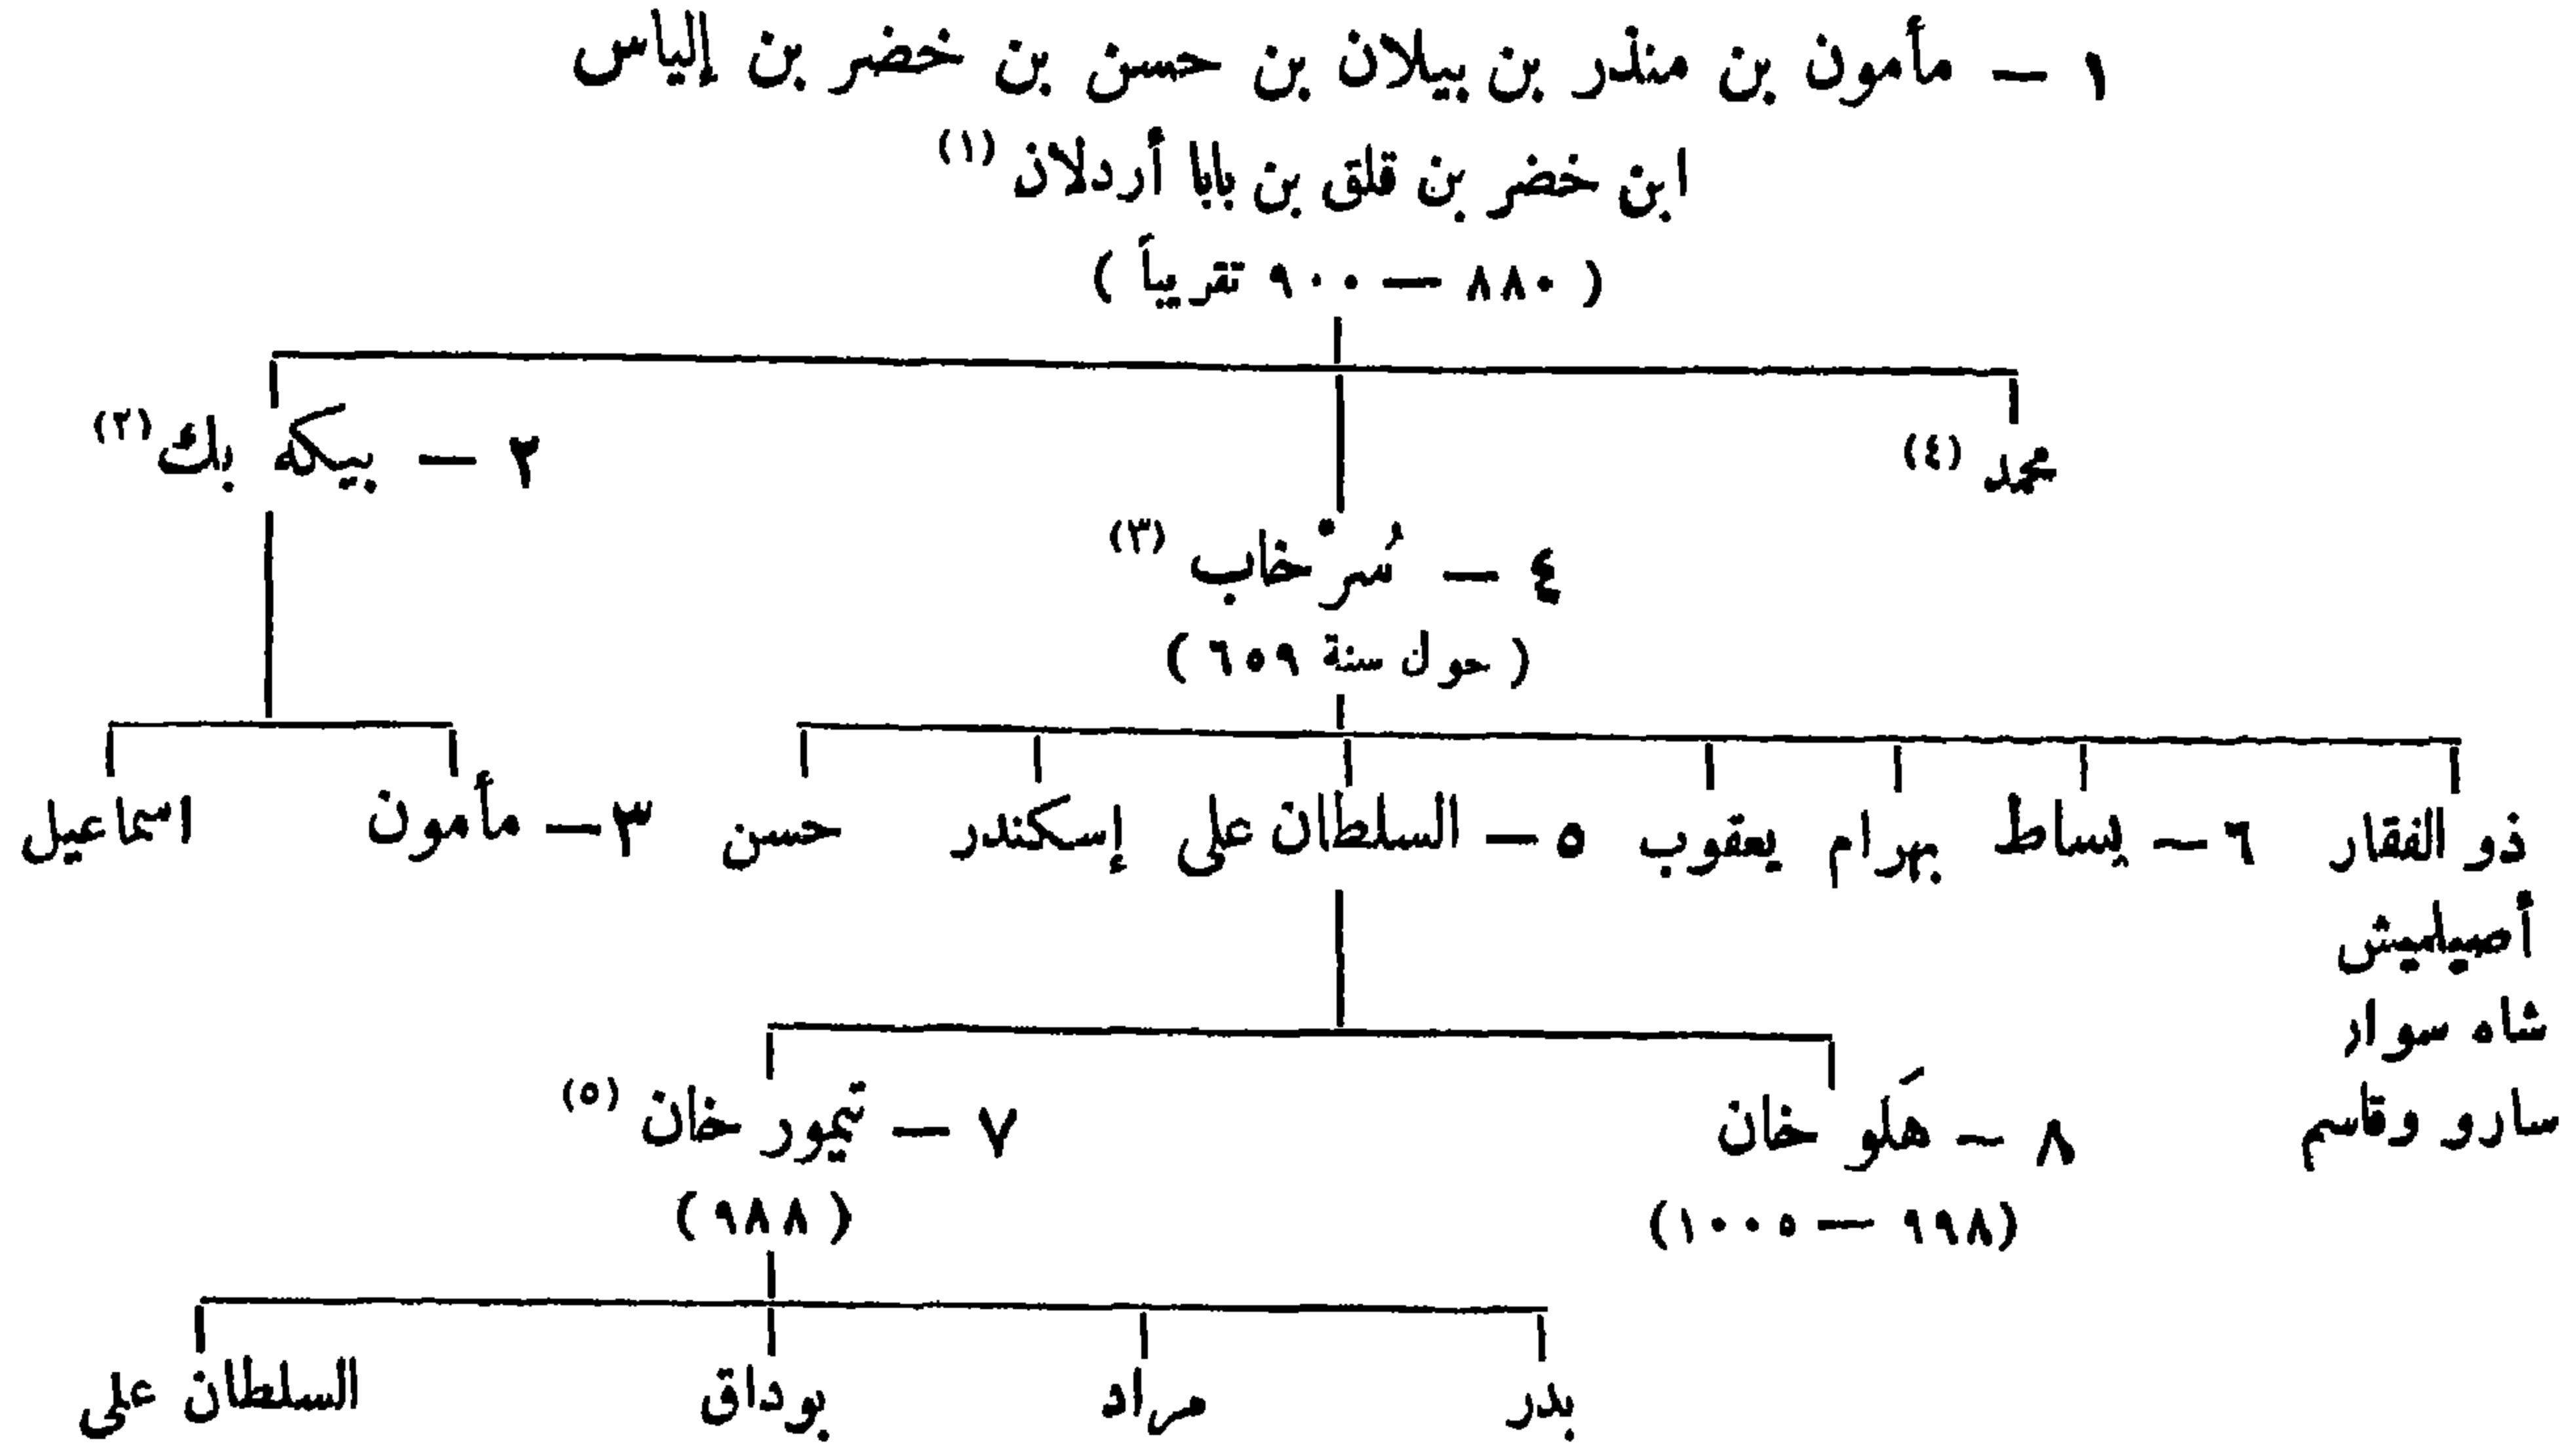 ١ — مأمون بن منذر بن بيلان بن حسن بن خضر بن إلياس
ابن خضر بن قلق بن بابا أردلان (١)
( ٨٨٠ — ٩٠٠ تقريباً )
محمد (٤)
٢ — بيكه بك (٢)
٤ — سُرْخاب (٣)
( حول سنة ٦٥٩ )
ذو الفقار ٦ — يساط بهرام يعقوب ٥ — السلطان على إسكندر حسن ٣ — مأمون اسماعيل
أصيلميش
شاه سوار
سارو وقاسم
٨ — هَلو خان ٧ — تيمور خان (٥)
(٩٩٨ — ١٠٠٥) ( ٩٨٨ )
بدر مراد بوداق السلطان على